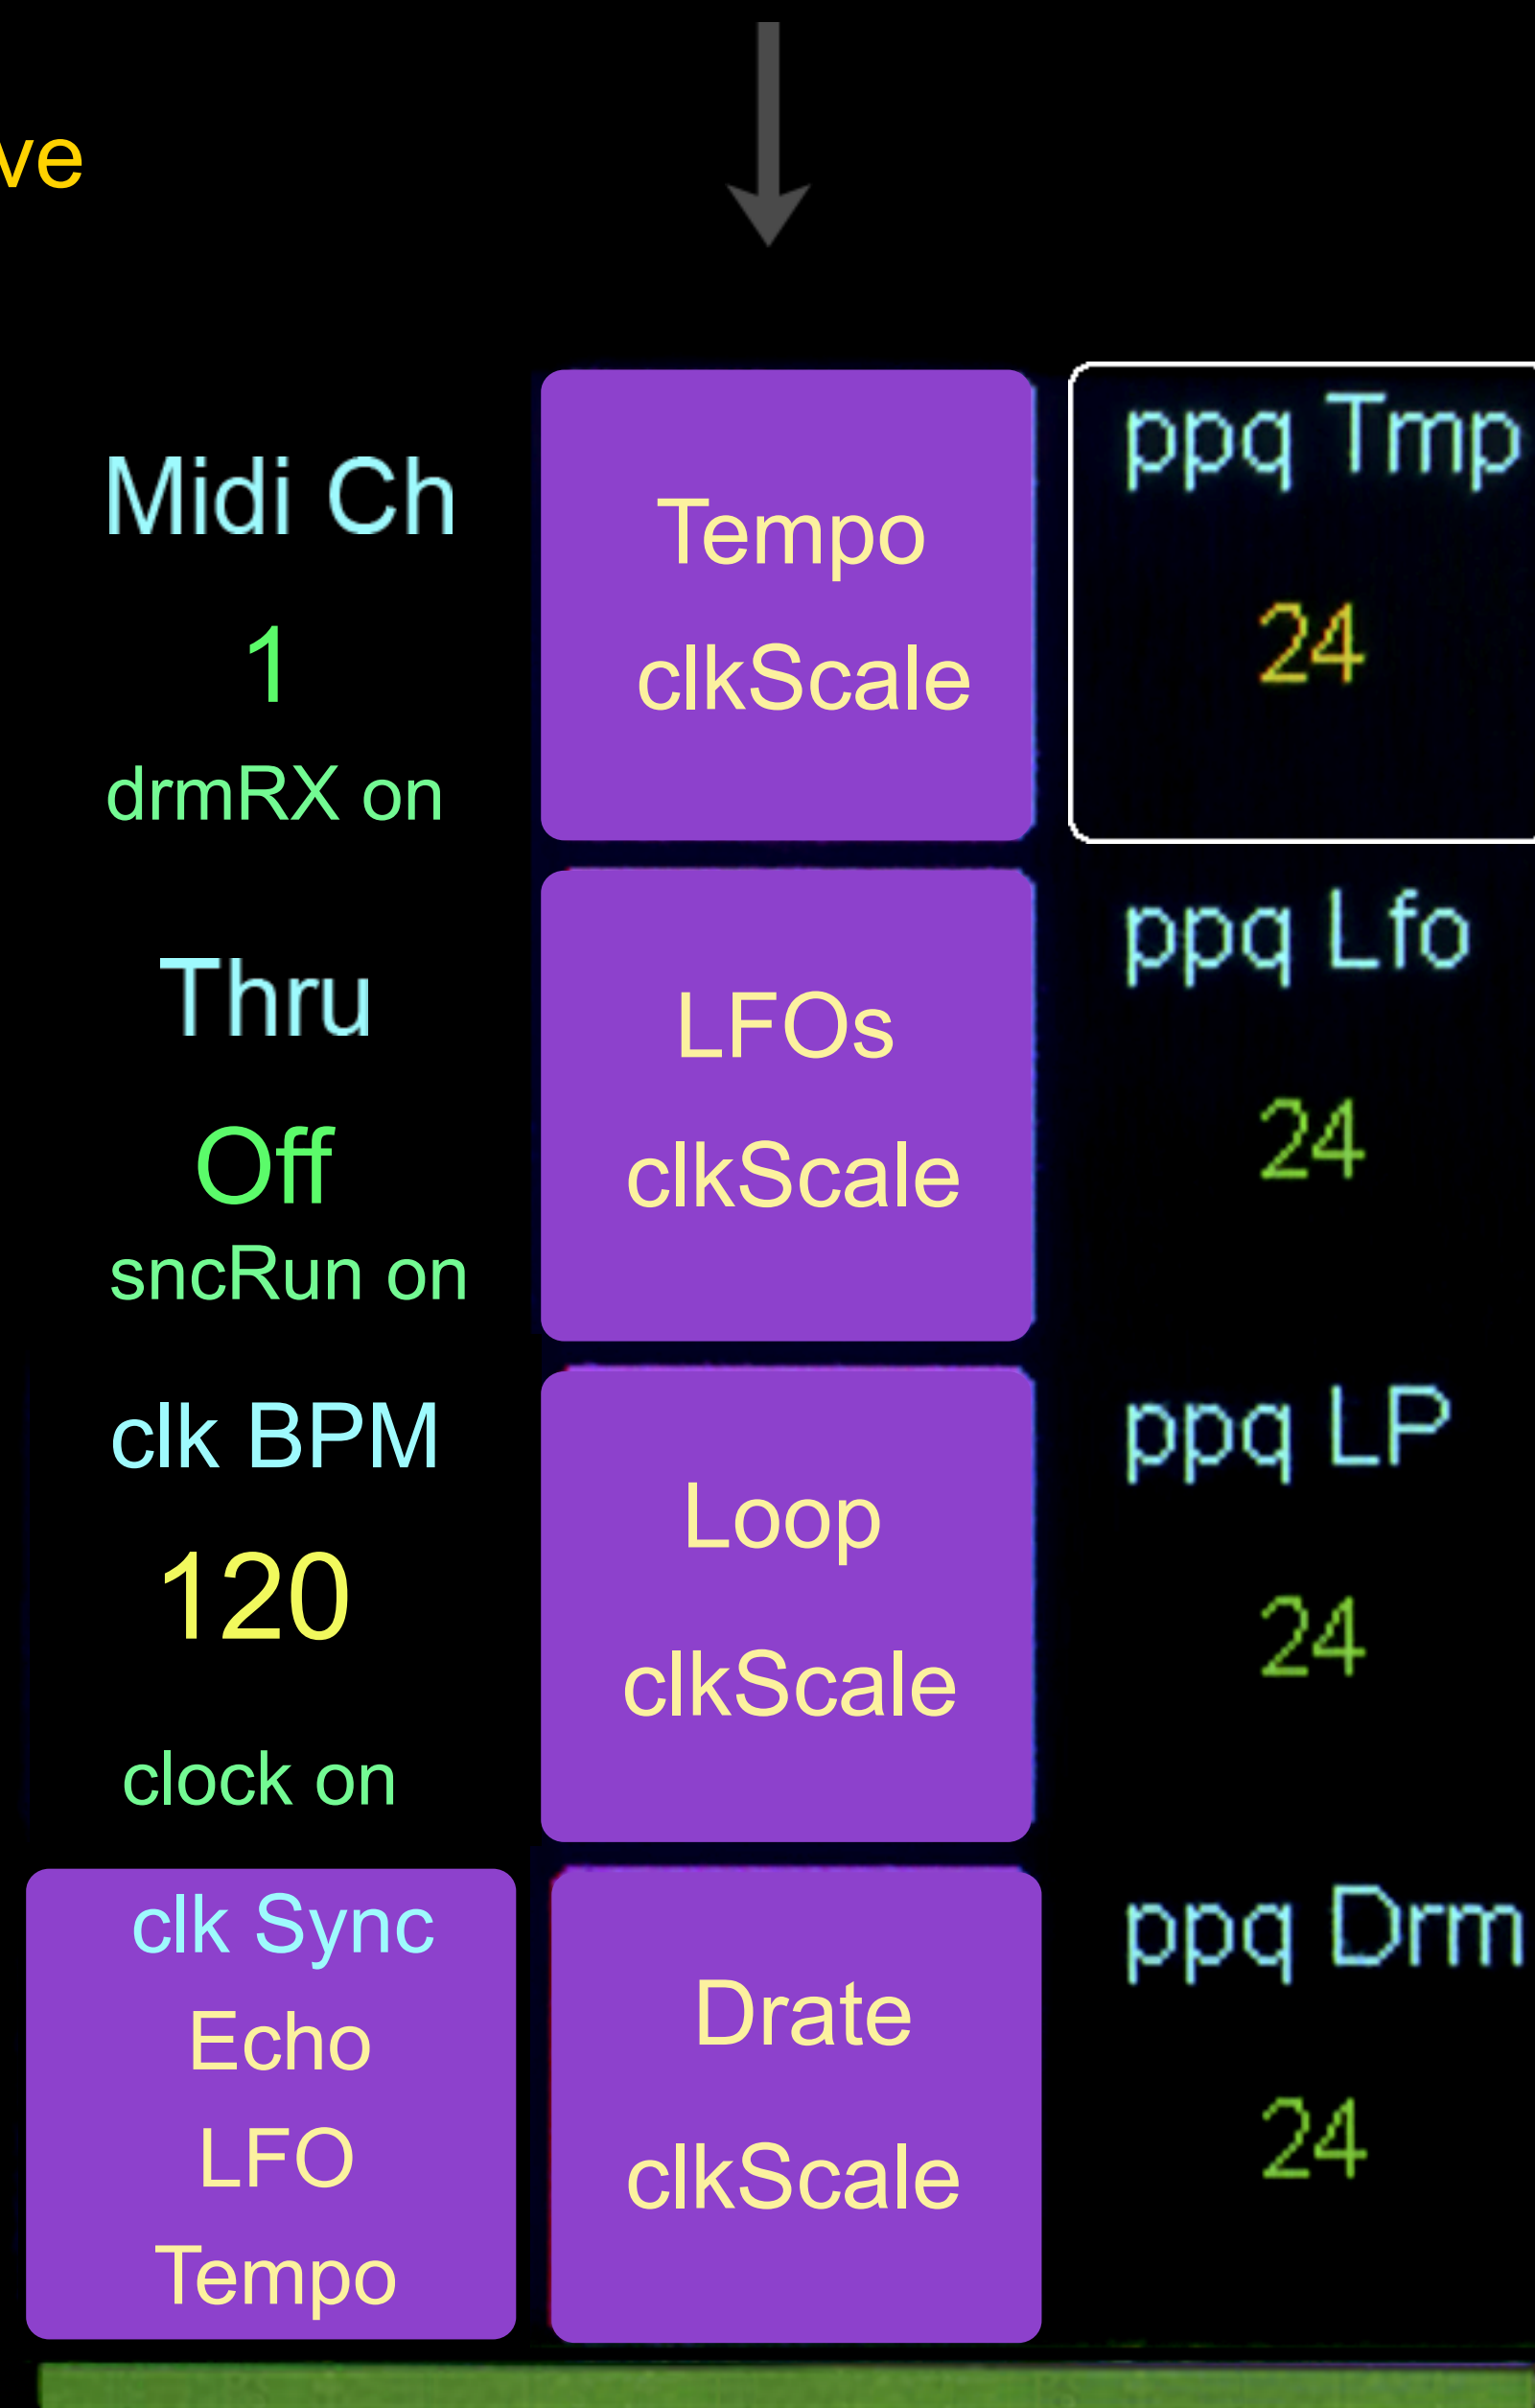 ve
Midi Ch
1
drmRX on
Tempo
clkScale
ppq Tmp
24
Thru
Off
sncRun on
LFOs
clkScale
ppq Lfo
24
clk BPM
120
clock on
Loop
clkScale
ppq LP
24
clk Sync
Echo
LFO
Tempo
Drate
clkScale
ppq Drm
24